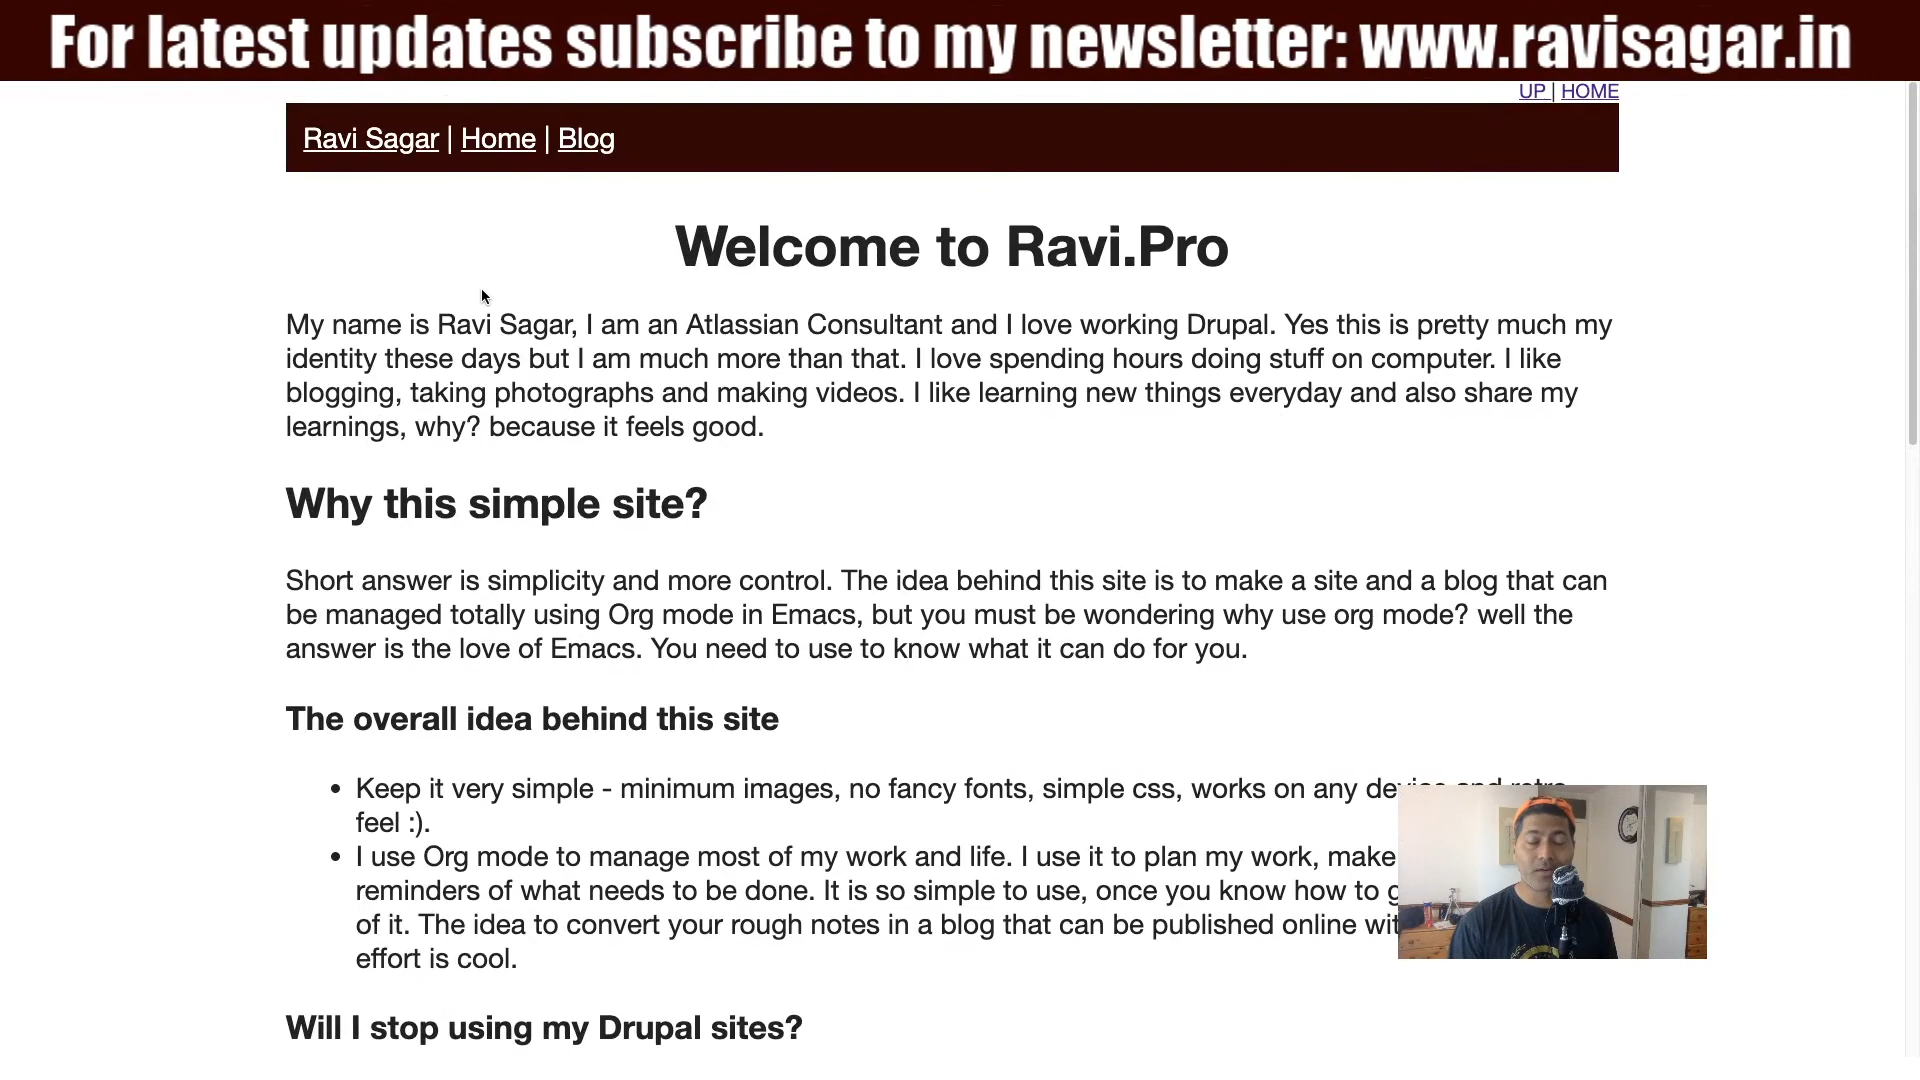 For latest updates subscribe to my newsletter: www.ravisagar.in
UP | HOME
Ravi Sagar | Home | Blog
Welcome to Ravi.Pro
My name is Ravi Sagar, I am an Atlassian Consultant and I love working Drupal. Yes this is pretty much my
identity these days but I am much more than that. I love spending hours doing stuff on computer. I like
blogging, taking photographs and making videos. I like learning new things everyday and also share my
learnings, why? because it feels good.
Why this simple site?
Short answer is simplicity and more control. The idea behind this site is to make a site and a blog that can
be managed totally using Org mode in Emacs, but you must be wondering why use org mode? well the
answer is the love of Emacs. You need to use to know what it can do for you.
The overall idea behind this site
• Keep it very simple - minimum images, no fancy fonts, simple css, works on any device and retro
feel :).
• I use Org mode to manage most of my work and life. I use it to plan my work, make
reminders of what needs to be done. It is so simple to use, once you know how to
of it. The idea to convert your rough notes in a blog that can be published online
effort is cool.
Will I stop using my Drupal sites?